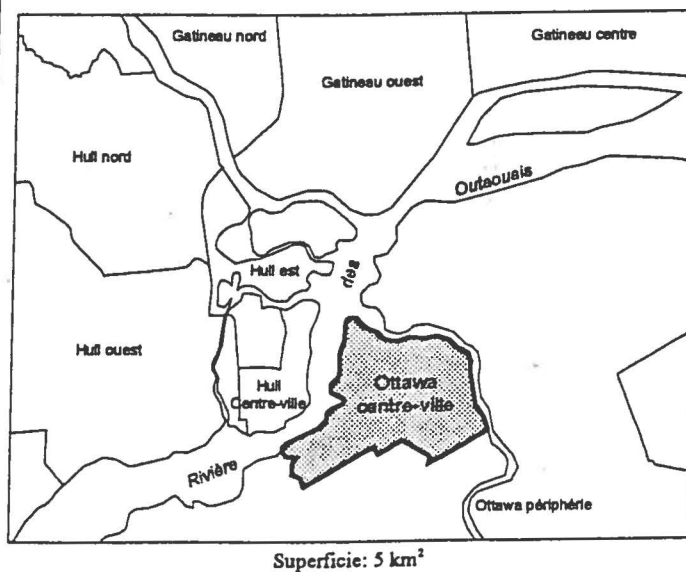 Gatineau nord
Gatineau centre
Gatineau ouest
Hull nord
Outaouais
Hull est
des
Hull ouest
Hull
Centre-ville
Ottawa
centre-ville
Rivière
Ottawa périphérie
Superficie: 5 km²